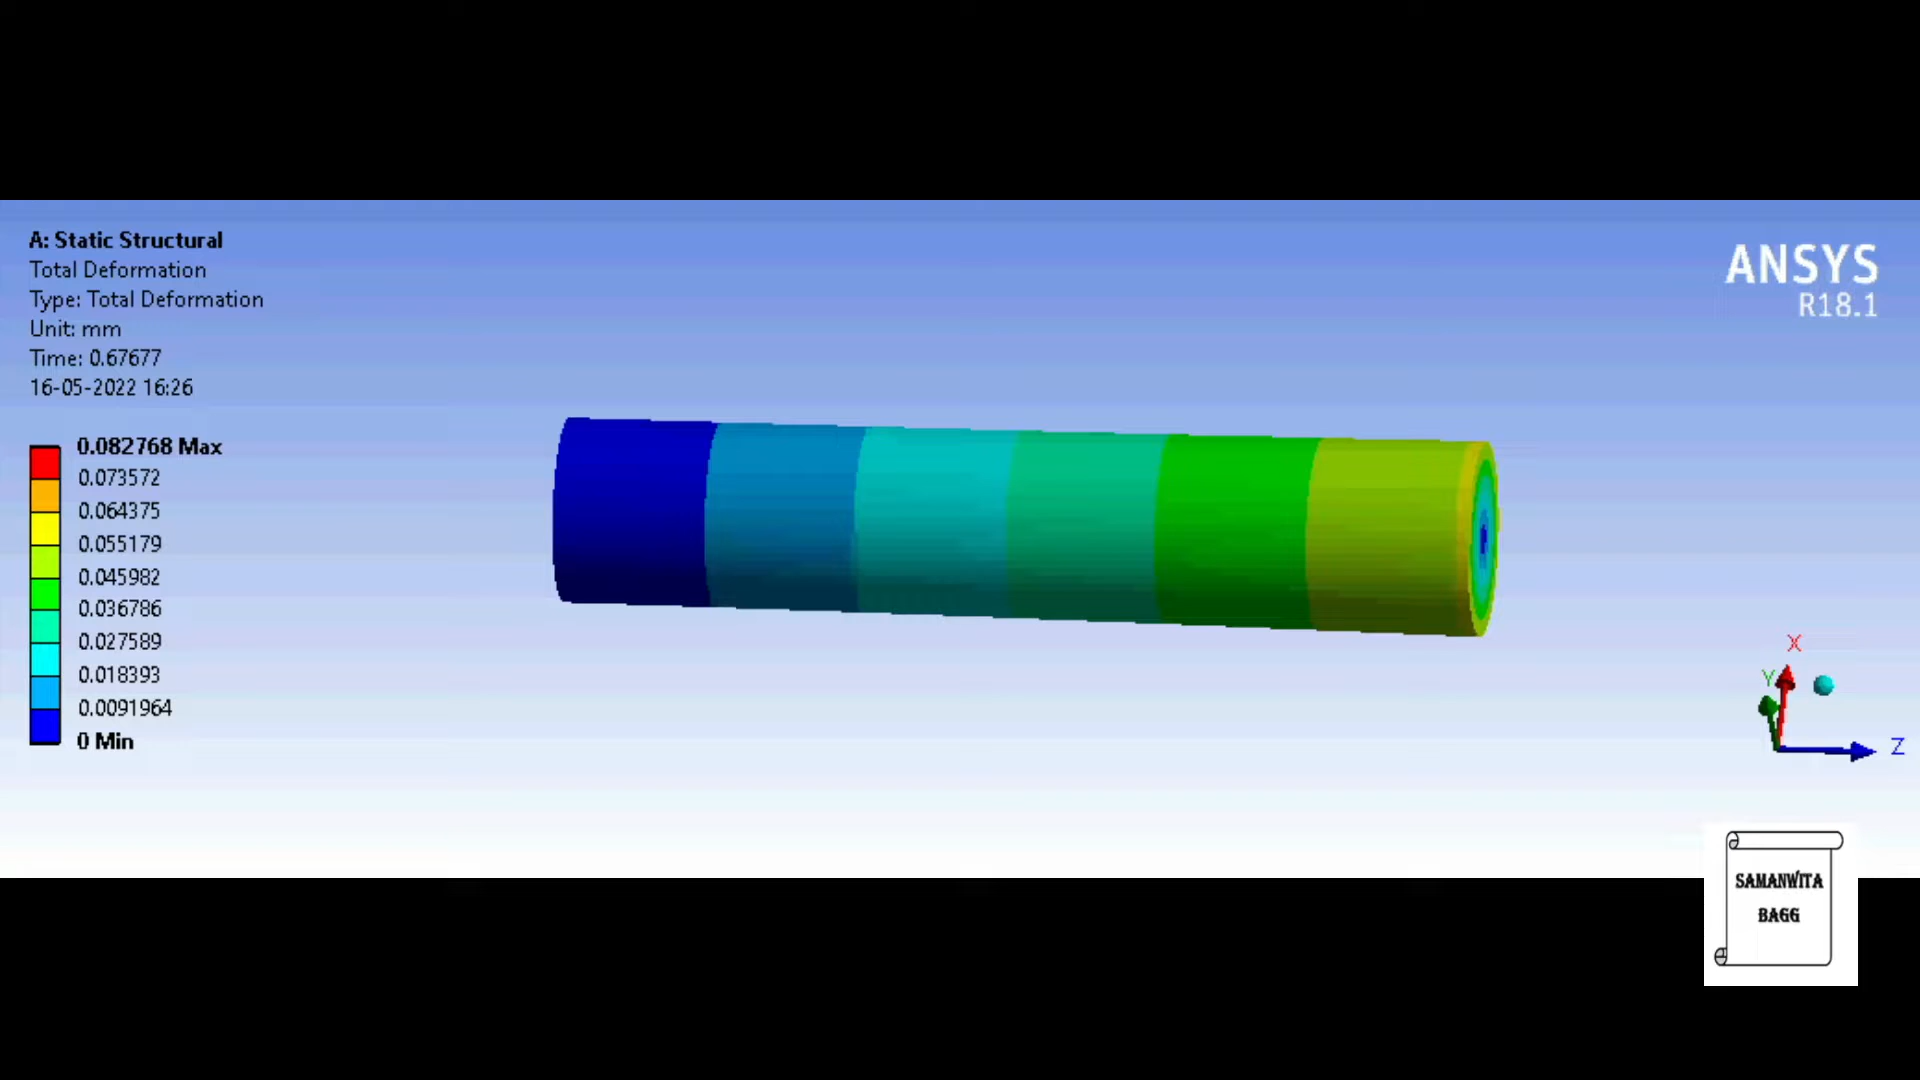 A: Static Structural
Total Deformation
Type: Total Deformation
Unit: mm
Time: 0.67677
16-05-2022 16:26
0.082768 Max
0.073572
0.064375
0.055179
0.045982
0.036786
0.027589
0.018393
0.0091964
0 Min
ANSYS
R18.1
X
Y
Z
SAMANWITA
BAGG